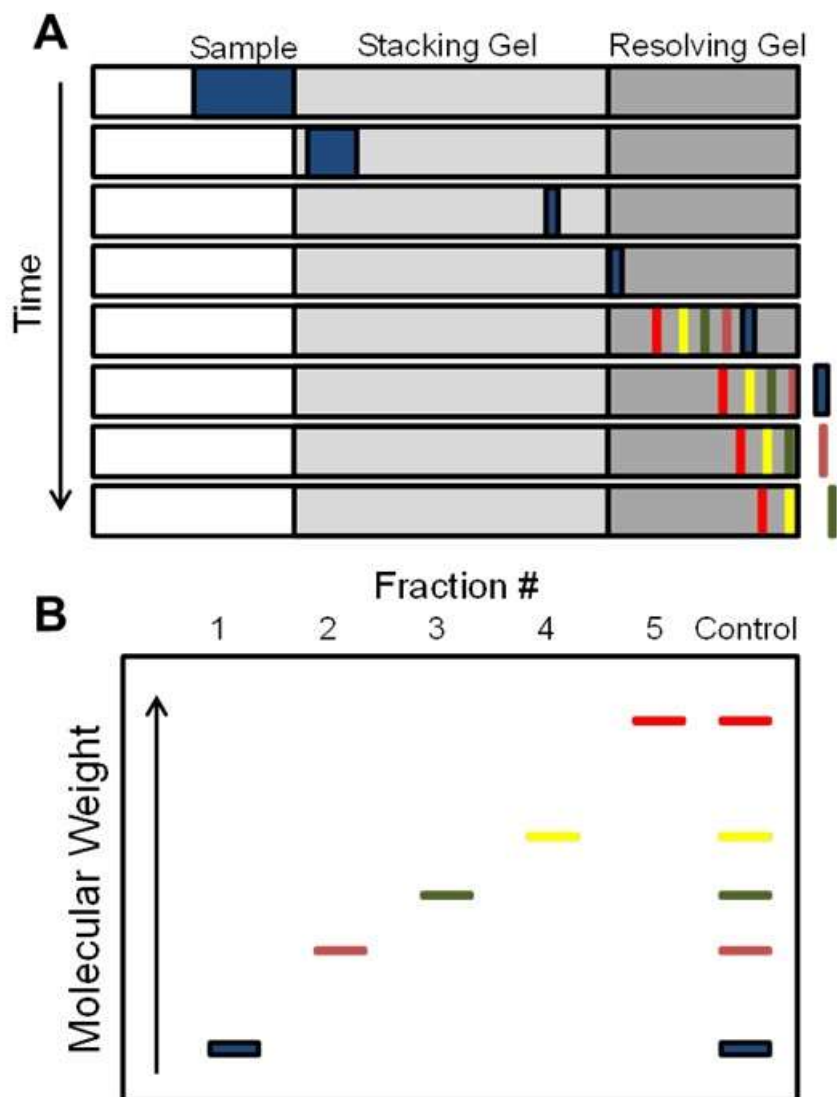 A
Sample Stacking Gel Resolving Gel
Time
Fraction #
B
1 2 3 4 5 Control
Molecular Weight